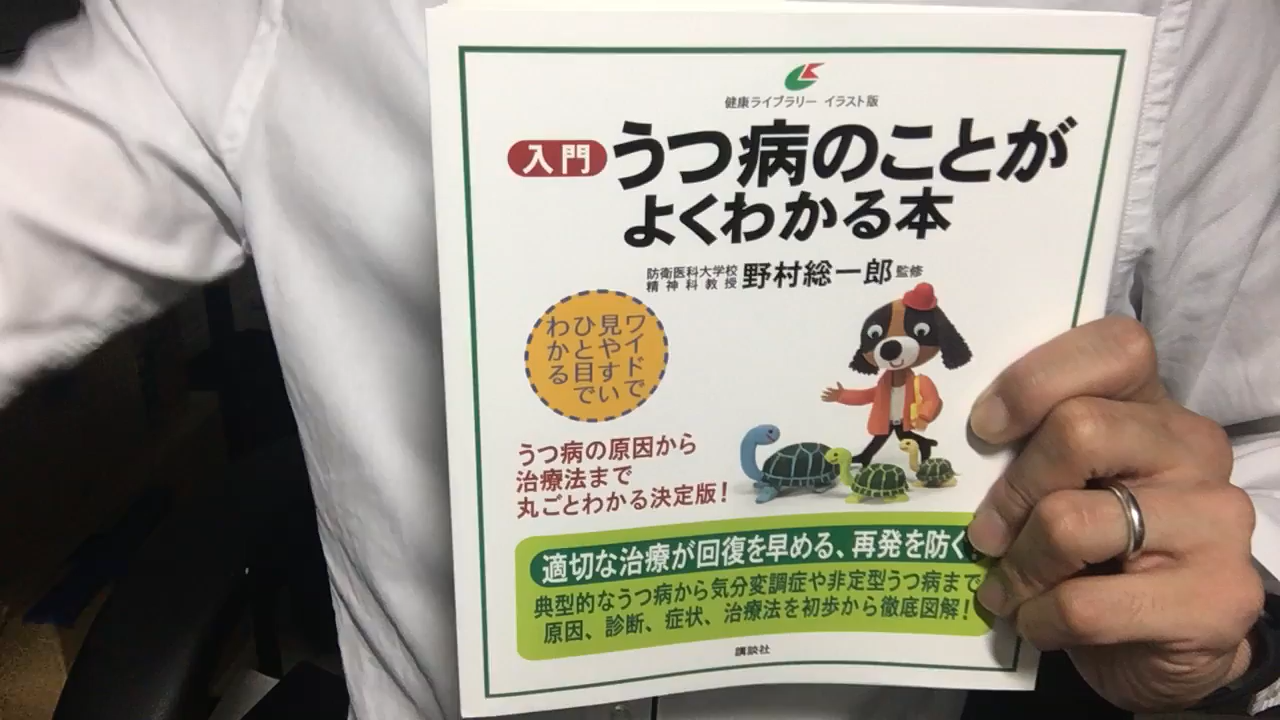 健康ライブラリー イラスト版
入門 うつ病のことが
よくわかる本
防衛医科大学校
精神科教授 野村総一郎 監修
ワイドで
見やすい
ひと目で
わかる
うつ病の原因から
治療法まで
丸ごとわかる決定版!
適切な治療が回復を早める、再発を防ぐ!
典型的なうつ病から気分変調症や非定型うつ病まで
原因、診断、症状、治療法を初歩から徹底図解!
講談社